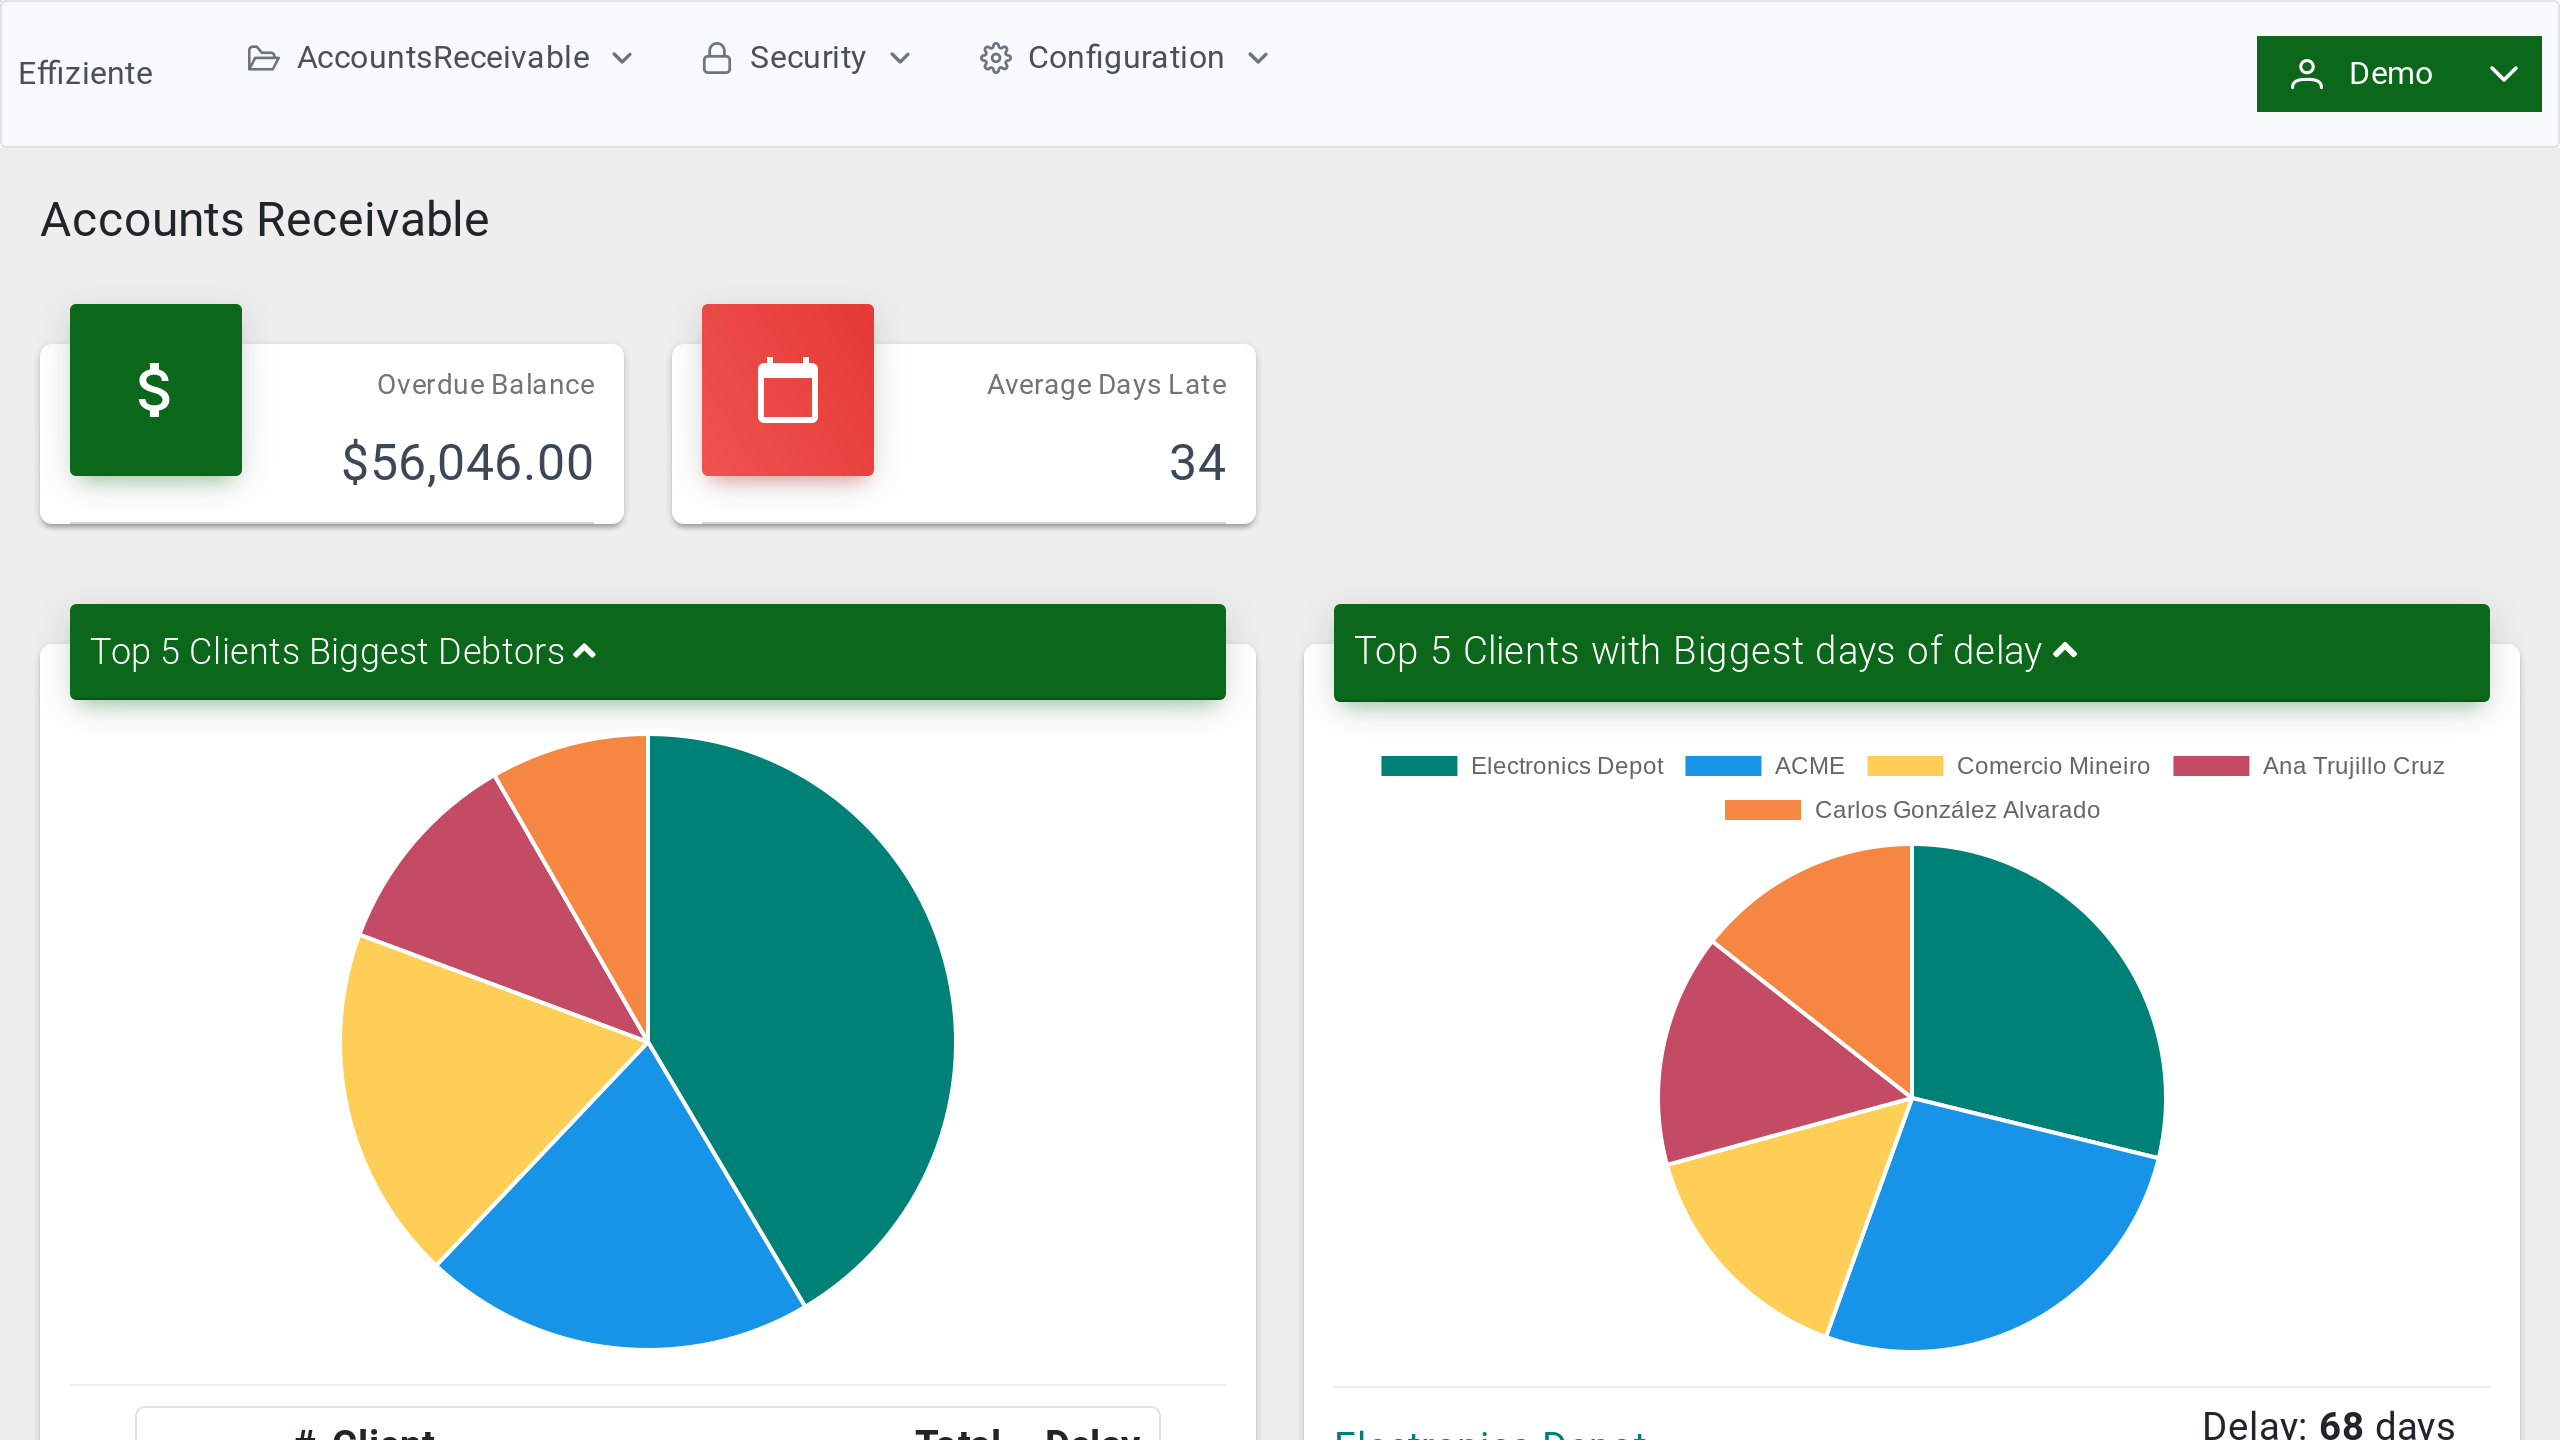 Effiziente
AccountsReceivable
Security
Configuration
Demo
Accounts Receivable
Overdue Balance
$56,046.00
Average Days Late
34
Top 5 Clients Biggest Debtors
Top 5 Clients with Biggest days of delay
Electronics Depot
ACME
Comercio Mineiro
Ana Trujillo Cruz
Carlos González Alvarado
# Client Total Delay
Electronics Depot
Delay: 68 days